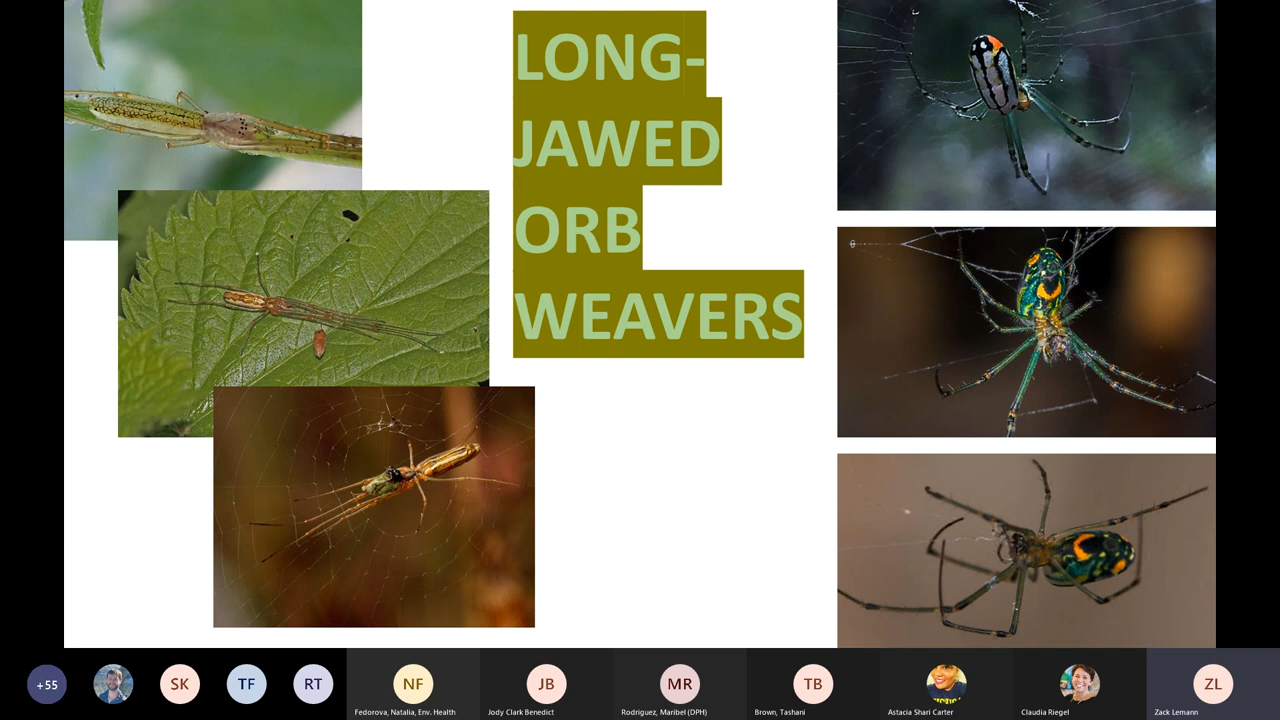 LONG-
JAWED
ORB
WEAVERS
+55
SK
TF
RT
NF
JB
MR
TB
ZL
Fedorova, Natalia, Env. Health
Jody Clark Benedict
Rodriguez, Maribel (DPH)
Brown, Tashani
Astacia Shari Carter
Claudia Riegel
Zack Lemann